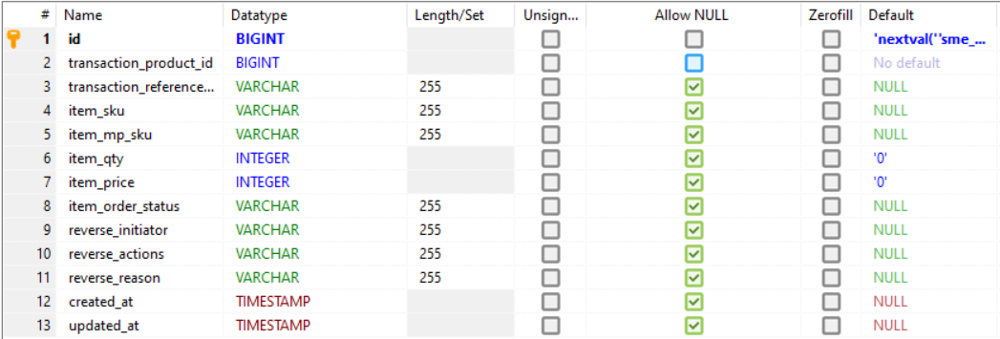 # Name Datatype Length/Set Unsign... Allow NULL Zerofill Default
1 id BIGINT 'nextval(''sme_...
2 transaction_product_id BIGINT No default
3 transaction_reference... VARCHAR 255 NULL
4 item_sku VARCHAR 255 NULL
5 item_mp_sku VARCHAR 255 NULL
6 item_qty INTEGER '0'
7 item_price INTEGER '0'
8 item_order_status VARCHAR 255 NULL
9 reverse_initiator VARCHAR 255 NULL
10 reverse_actions VARCHAR 255 NULL
11 reverse_reason VARCHAR 255 NULL
12 created_at TIMESTAMP NULL
13 updated_at TIMESTAMP NULL